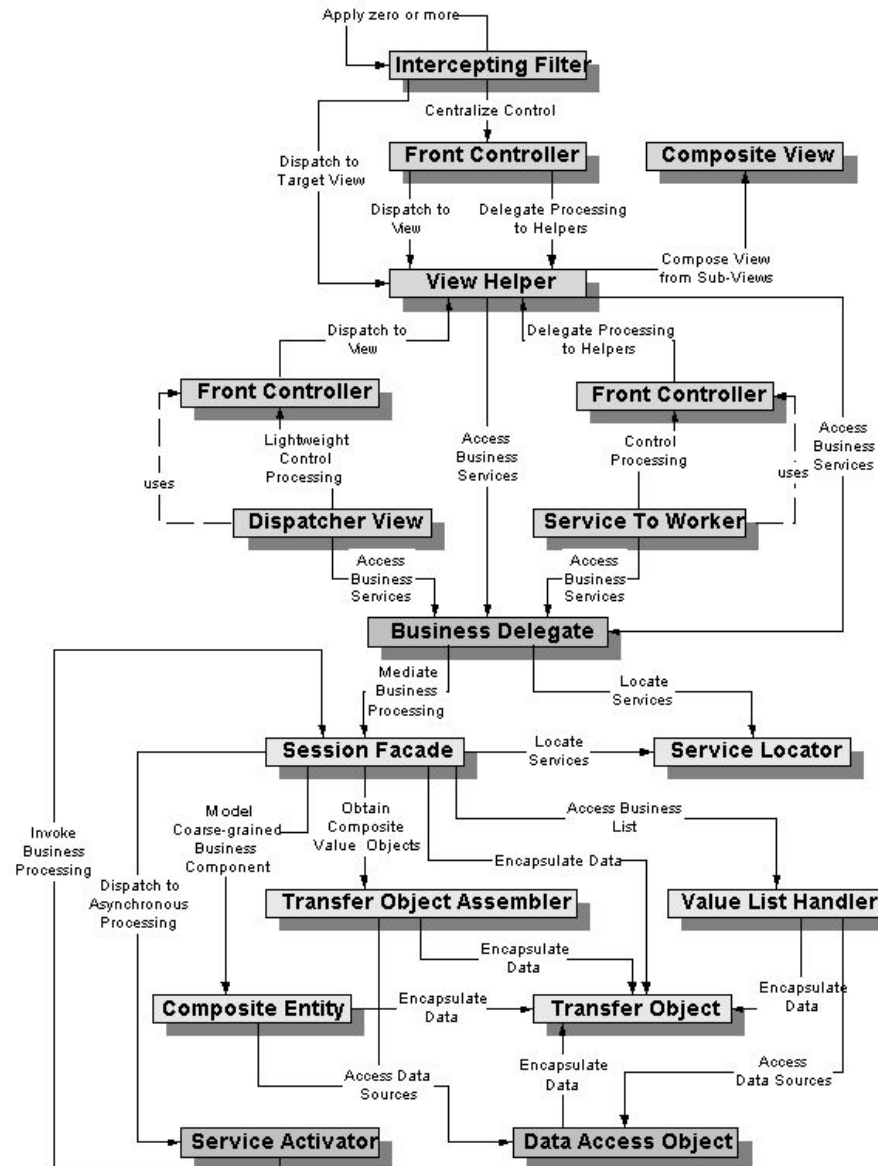 Apply zero or more
Intercepting Filter
Centralize Control
Front Controller
Composite View
Dispatch to
Target View
Dispatch to
View
Delegate Processing
to Helpers
View Helper
Compose View
from Sub-Views
Dispatch to
View
Delegate Processing
to Helpers
Front Controller
Front Controller
Lightweight
Control
Processing
Access
Business
Services
Control
Processing
Access
Business
Services
uses
uses
Dispatcher View
Service To Worker
Access
Business
Services
Access
Business
Services
Business Delegate
Mediate
Business
Processing
Locate
Services
Session Facade
Locate
Services
Service Locator
Invoke
Business
Processing
Model
Coarse-grained
Business
Component
Obtain
Composite
Value Objects
Access Business
List
Encapsulate Data
Dispatch to
Asynchronous
Processing
Transfer Object Assembler
Value List Handler
Encapsulate
Data
Encapsulate
Data
Composite Entity
Encapsulate
Data
Transfer Object
Encapsulate
Data
Access Data
Sources
Access
Data Sources
Service Activator
Data Access Object